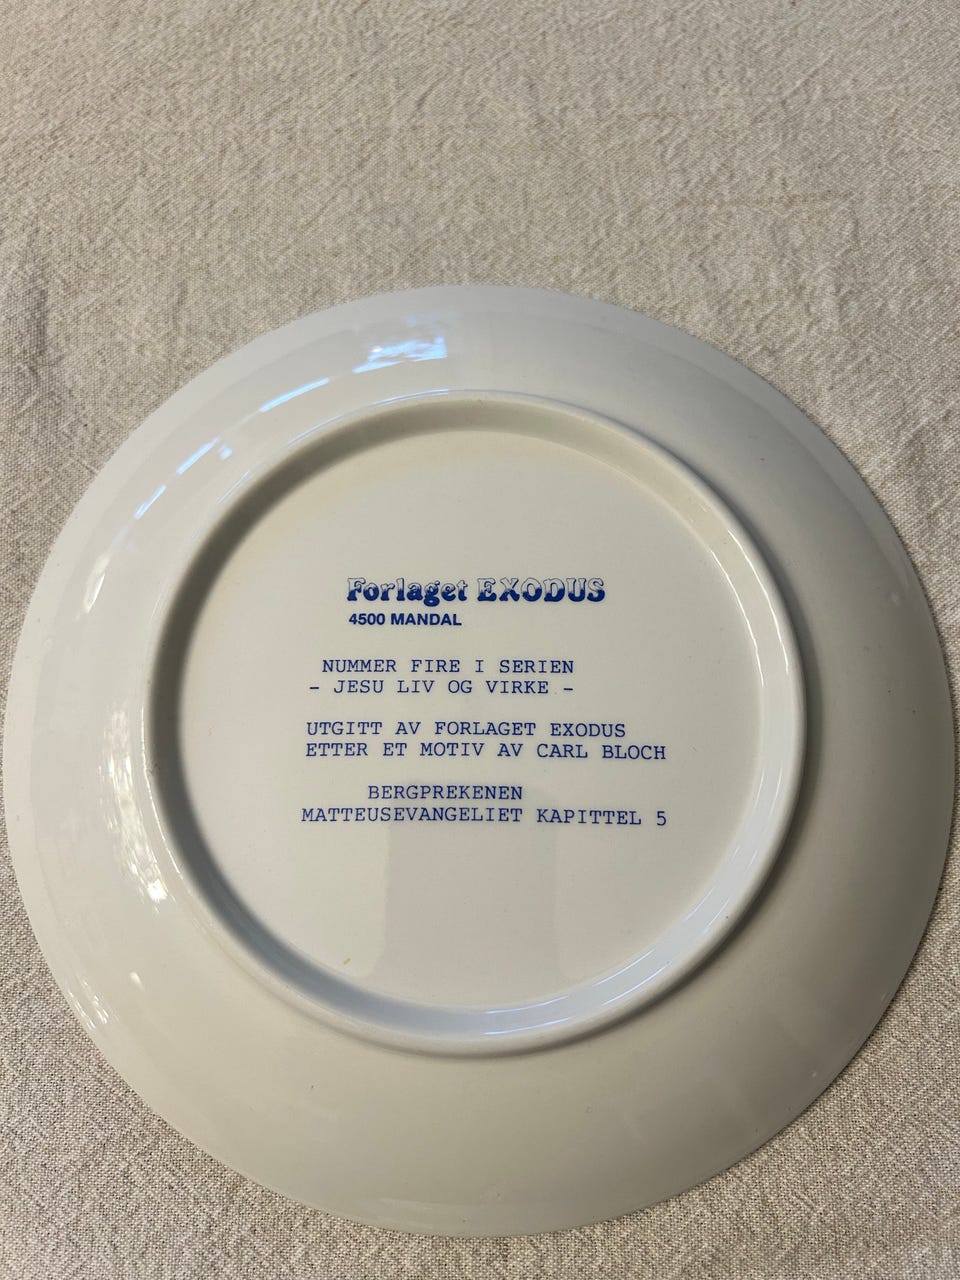 Forlaget EXODUS
4500 MANDAL
NUMMER FIRE I SERIEN
- JESU LIV OG VIRKE -
UTGITT AV FORLAGET EXODUS
ETTER ET MOTIV AV CARL BLOCH
BERGPREKENEN
MATTEUSEVANGELIET KAPITTEL 5